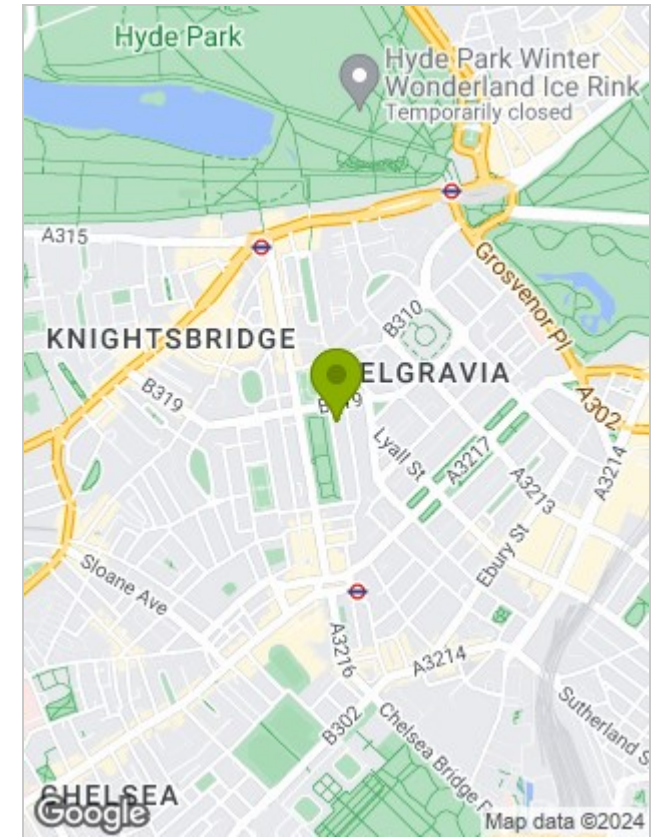 Hyde Park
Hyde Park Winter
Wonderland Ice Rink
Temporarily closed
A315
Grosvenor Pl
KNIGHTSBRIDGE
B310
ELGRAVIA
B319
A302
Lyall St
A3217
A3213
A3214
Ebury St
Sloane Ave
A3216
A3214
B302
Sutherland S
Chelsea Bridge
CHELSEA
Google
Map data ©2024